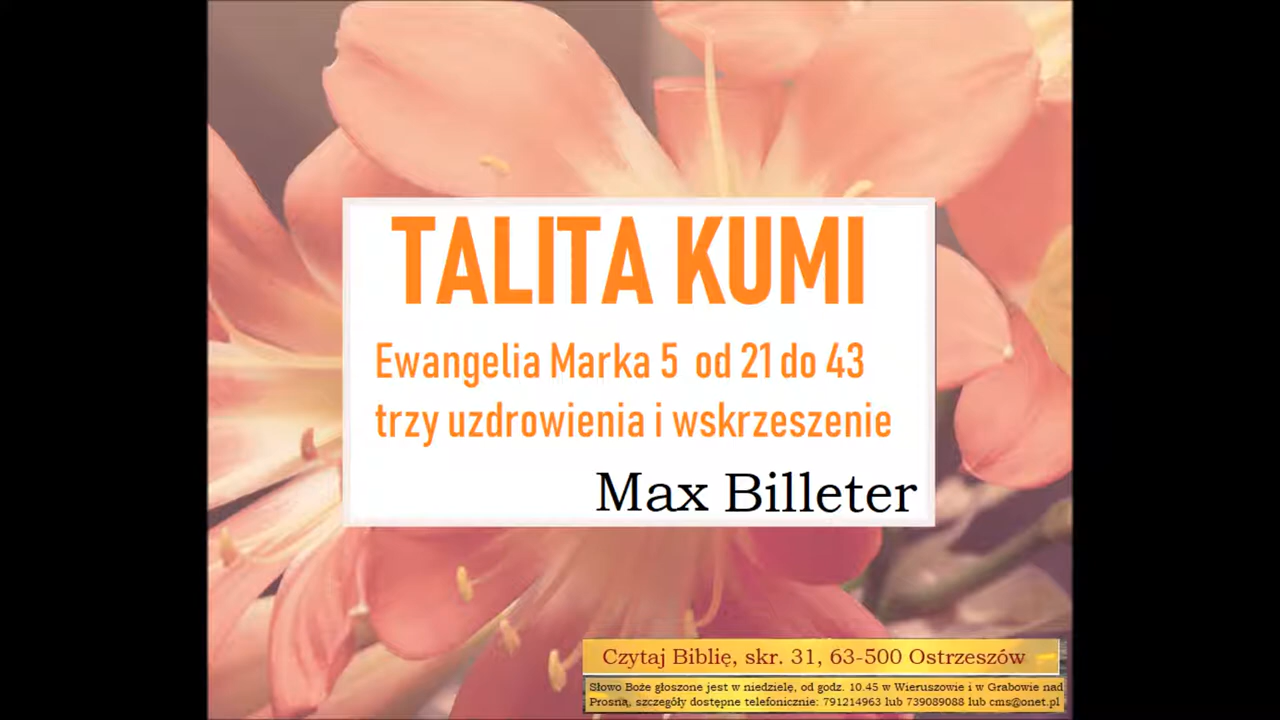 TALITA KUMI
Ewangelia Marka 5 od 21 do 43
trzy uzdrowienia i wskrzeszenie
Max Billeter
Czytaj Biblię, skr. 31, 63-500 Ostrzeszów
Słowo Boże głoszone jest w niedzielę, od godz. 10.45 w Wieruszowie i w Grabowie nad
Prosną, szczegóły dostępne telefonicznie: 791214963 lub 739089088 lub cms@onet.pl